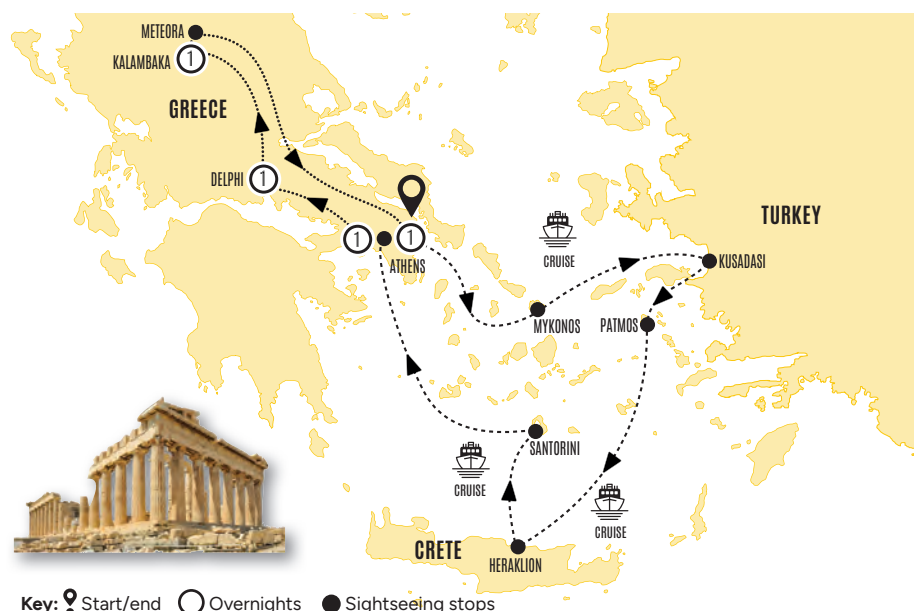 METEORA
KALAMBAKA
1
GREECE
DELPHI
1
1
1
ATHENS
TURKEY
CRUISE
KUSADASI
MYKONOS
PATMOS
SANTORINI
CRUISE
CRUISE
CRETE
HERAKLION
Key: Start/end Overnights Sightseeing stops